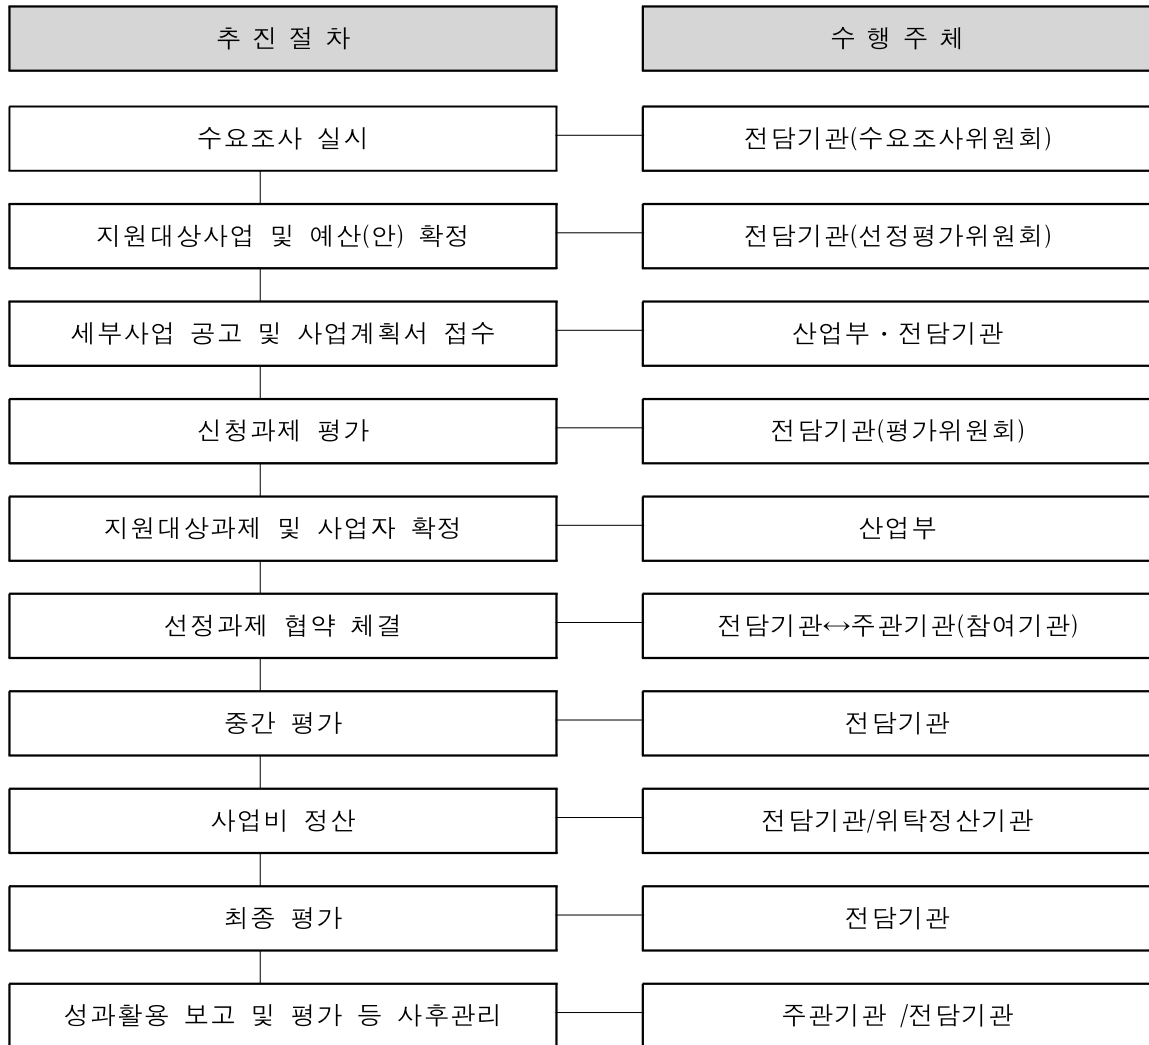 추 진 절 차
수 행 주 체
수요조사 실시
전담기관(수요조사위원회)
지원대상사업 및 예산(안) 확정
전담기관(선정평가위원회)
세부사업 공고 및 사업계획서 접수
산업부·전담기관
신청과제 평가
전담기관(평가위원회)
지원대상과제 및 사업자 확정
산업부
선정과제 협약 체결
전담기관↔주관기관(참여기관)
중간 평가
전담기관
사업비 정산
전담기관/위탁정산기관
최종 평가
전담기관
성과활용 보고 및 평가 등 사후관리
주관기관 /전담기관